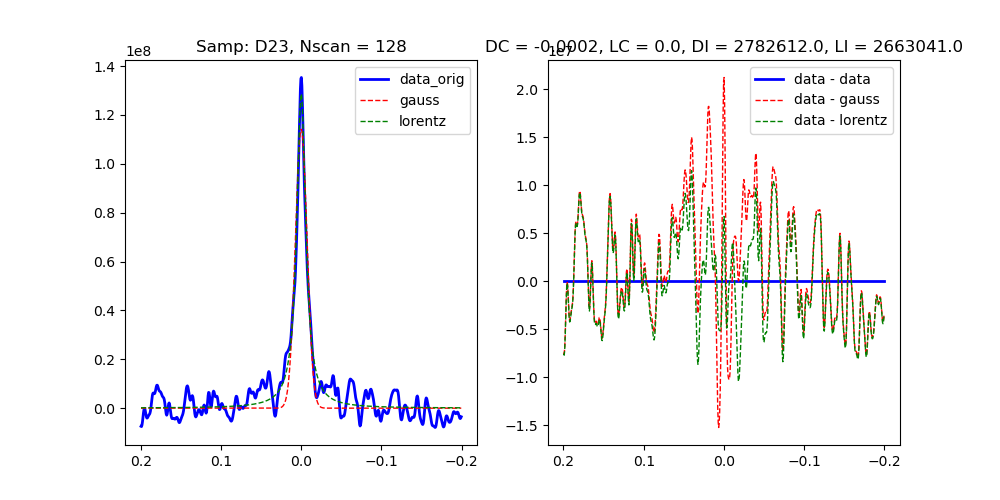 Samp: D23, Nscan = 128
1e8
1.4
1.2
1.0
0.8
0.6
0.4
0.2
0.0
0.2 0.1 0.0 −0.1 −0.2
data_orig
gauss
lorentz
DC = -0.0002, LC = 0.0, DI = 2782612.0, LI = 2663041.0
1e7
2.0
1.5
1.0
0.5
0.0
−0.5
−1.0
−1.5
0.2 0.1 0.0 −0.1 −0.2
data - data
data - gauss
data - lorentz